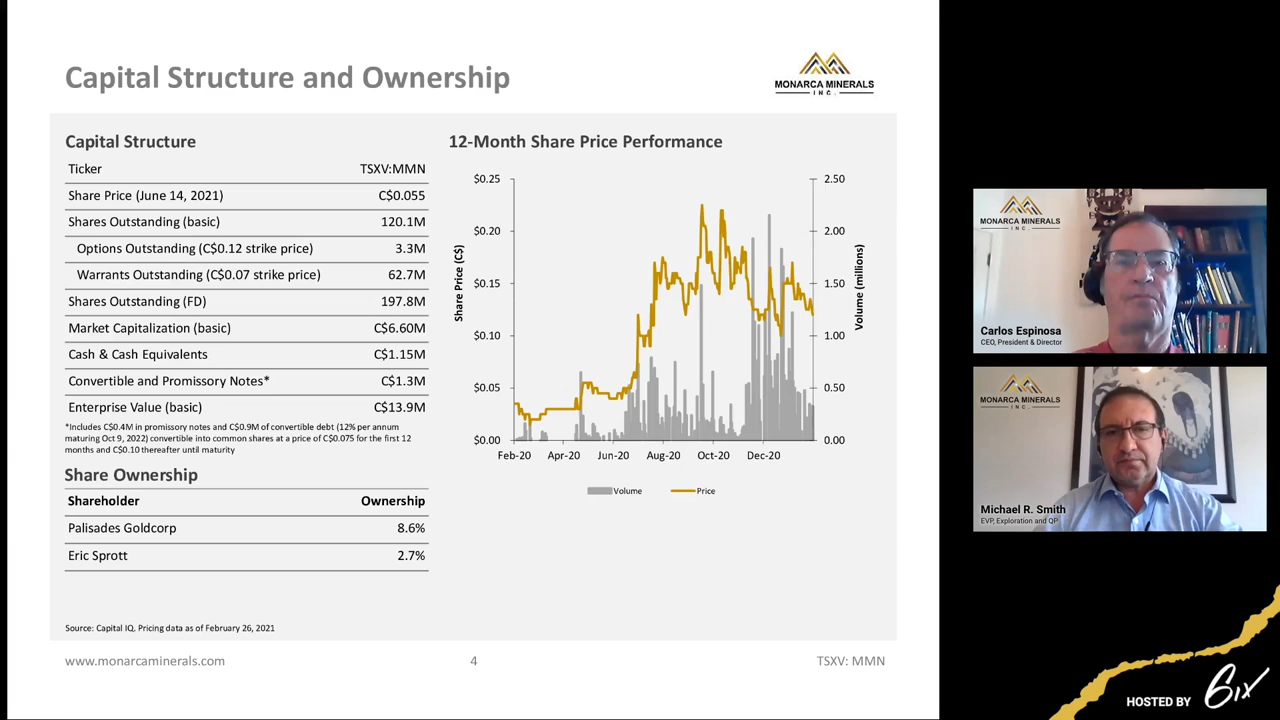 Capital Structure and Ownership
MONARCA MINERALS
INC.
Capital Structure
Ticker TSXV:MMN
Share Price (June 14, 2021) C$0.055
Shares Outstanding (basic) 120.1M
Options Outstanding (C$0.12 strike price) 3.3M
Warrants Outstanding (C$0.07 strike price) 62.7M
Shares Outstanding (FD) 197.8M
Market Capitalization (basic) C$6.60M
Cash & Cash Equivalents C$1.15M
Convertible and Promissory Notes* C$1.3M
Enterprise Value (basic) C$13.9M
*Includes C$0.4M in promissory notes and C$0.9M of convertible debt (12% per annum
maturing Oct 9, 2022) convertible into common shares at a price of C$0.075 for the first 12
months and C$0.10 thereafter until maturity
Share Ownership
Shareholder Ownership
Palisades Goldcorp 8.6%
Eric Sprott 2.7%
Source: Capital IQ. Pricing data as of February 26, 2021
12-Month Share Price Performance
Share Price (C$)
$0.25
$0.20
$0.15
$0.10
$0.05
$0.00
2.50
2.00
1.50
1.00
0.50
0.00
Volume (millions)
Feb-20 Apr-20 Jun-20 Aug-20 Oct-20 Dec-20
Volume Price
www.monarcaminerals.com 4 TSXV: MMN
MONARCA MINERALS
INC.
Carlos Espinosa
CEO, President & Director
MONARCA MINERALS
INC.
Michael R. Smith
EVP, Exploration and QP
HOSTED BY 6ix